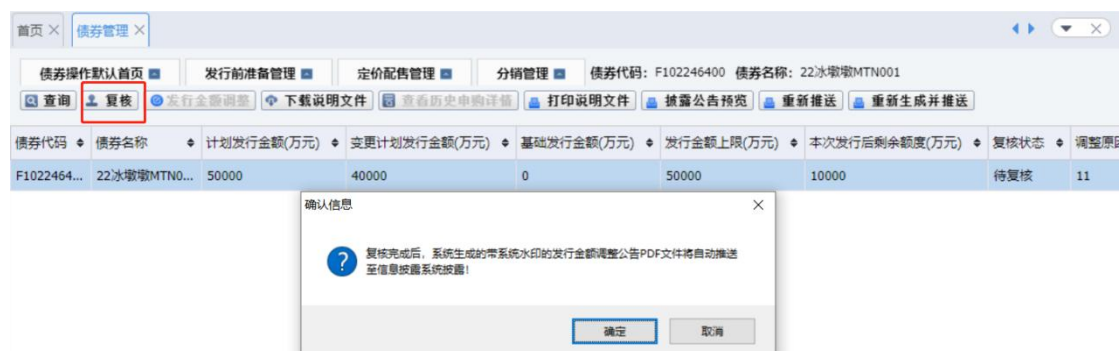 首页 债券管理
债券操作默认首页 发行前准备管理 定价配售管理 分销管理 债券代码：F102246400 债券名称：22冰墩墩MTN001
查询 复核 发行金额调整 下载说明文件 查看历史申购详情 打印说明文件 披露公告预览 重新推送 重新生成并推送
债券代码 债券名称 计划发行金额(万元) 变更计划发行金额(万元) 基础发行金额(万元) 发行金额上限(万元) 本次发行后剩余额度(万元) 复核状态 调整原因
F1022464... 22冰墩墩MTN0... 50000 40000 0 50000 10000 待复核 11
确认信息
复核完成后，系统生成的带系统水印的发行金额调整公告PDF文件将自动推送
至信息披露系统披露!
确定 取消